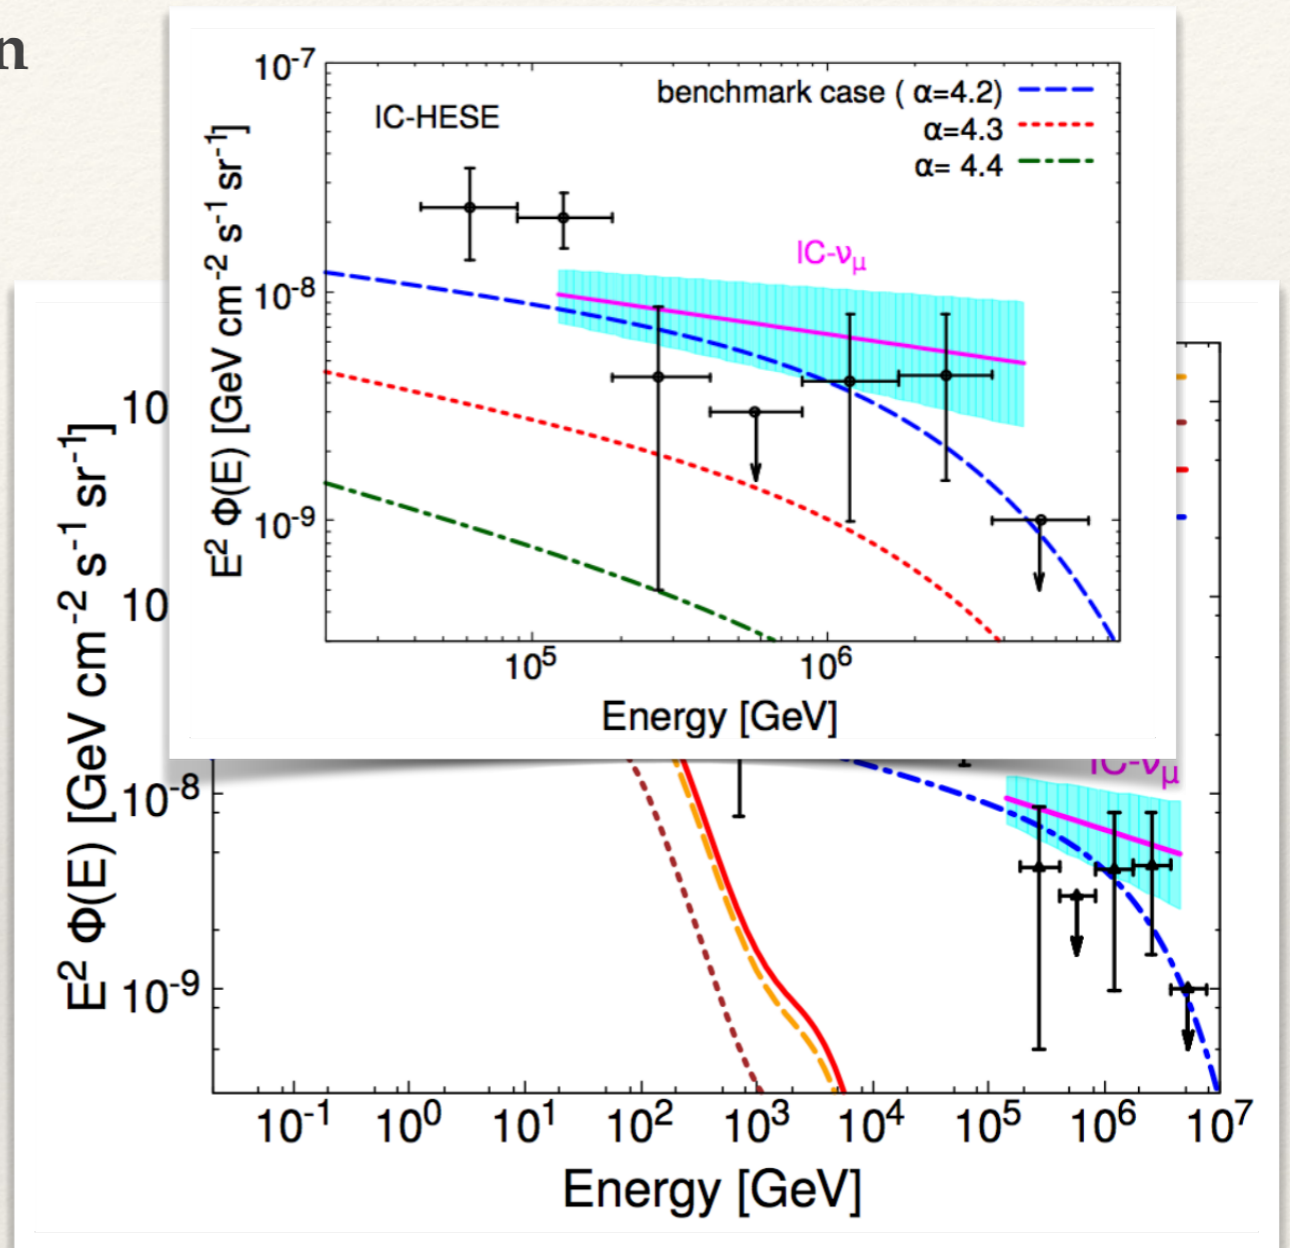 n
10⁻⁷
benchmark case ( α=4.2)
IC-HESE
α=4.3
α= 4.4
IC-νμ
10⁻⁸
10⁻⁹
E² Φ(E) [GeV cm⁻² s⁻¹ sr⁻¹]
10⁵ 10⁶
Energy [GeV]
10
10
IC-νμ
10⁻⁸
10⁻⁹
E² Φ(E) [GeV cm⁻² s⁻¹ sr⁻¹]
10⁻¹ 10⁰ 10¹ 10² 10³ 10⁴ 10⁵ 10⁶ 10⁷
Energy [GeV]